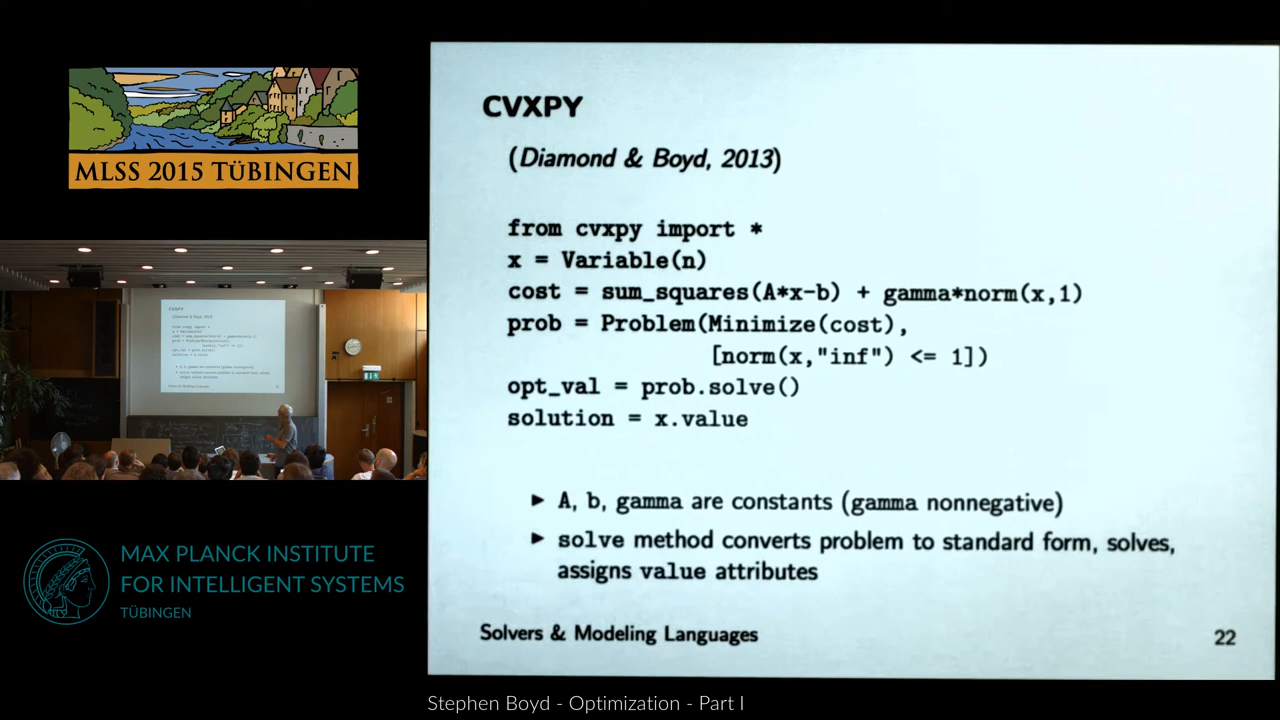 MLSS 2015 TÜBINGEN
CVXPY
(Diamond & Boyd, 2013)
from cvxpy import *
x = Variable(n)
cost = sum_squares(A*x-b) + gamma*norm(x,1)
prob = Problem(Minimize(cost),
[norm(x,"inf") <= 1])
opt_val = prob.solve()
solution = x.value
► A, b, gamma are constants (gamma nonnegative)
► solve method converts problem to standard form, solves,
assigns value attributes
Solvers & Modeling Languages
22
MAX PLANCK INSTITUTE
FOR INTELLIGENT SYSTEMS
TÜBINGEN
Stephen Boyd - Optimization - Part I